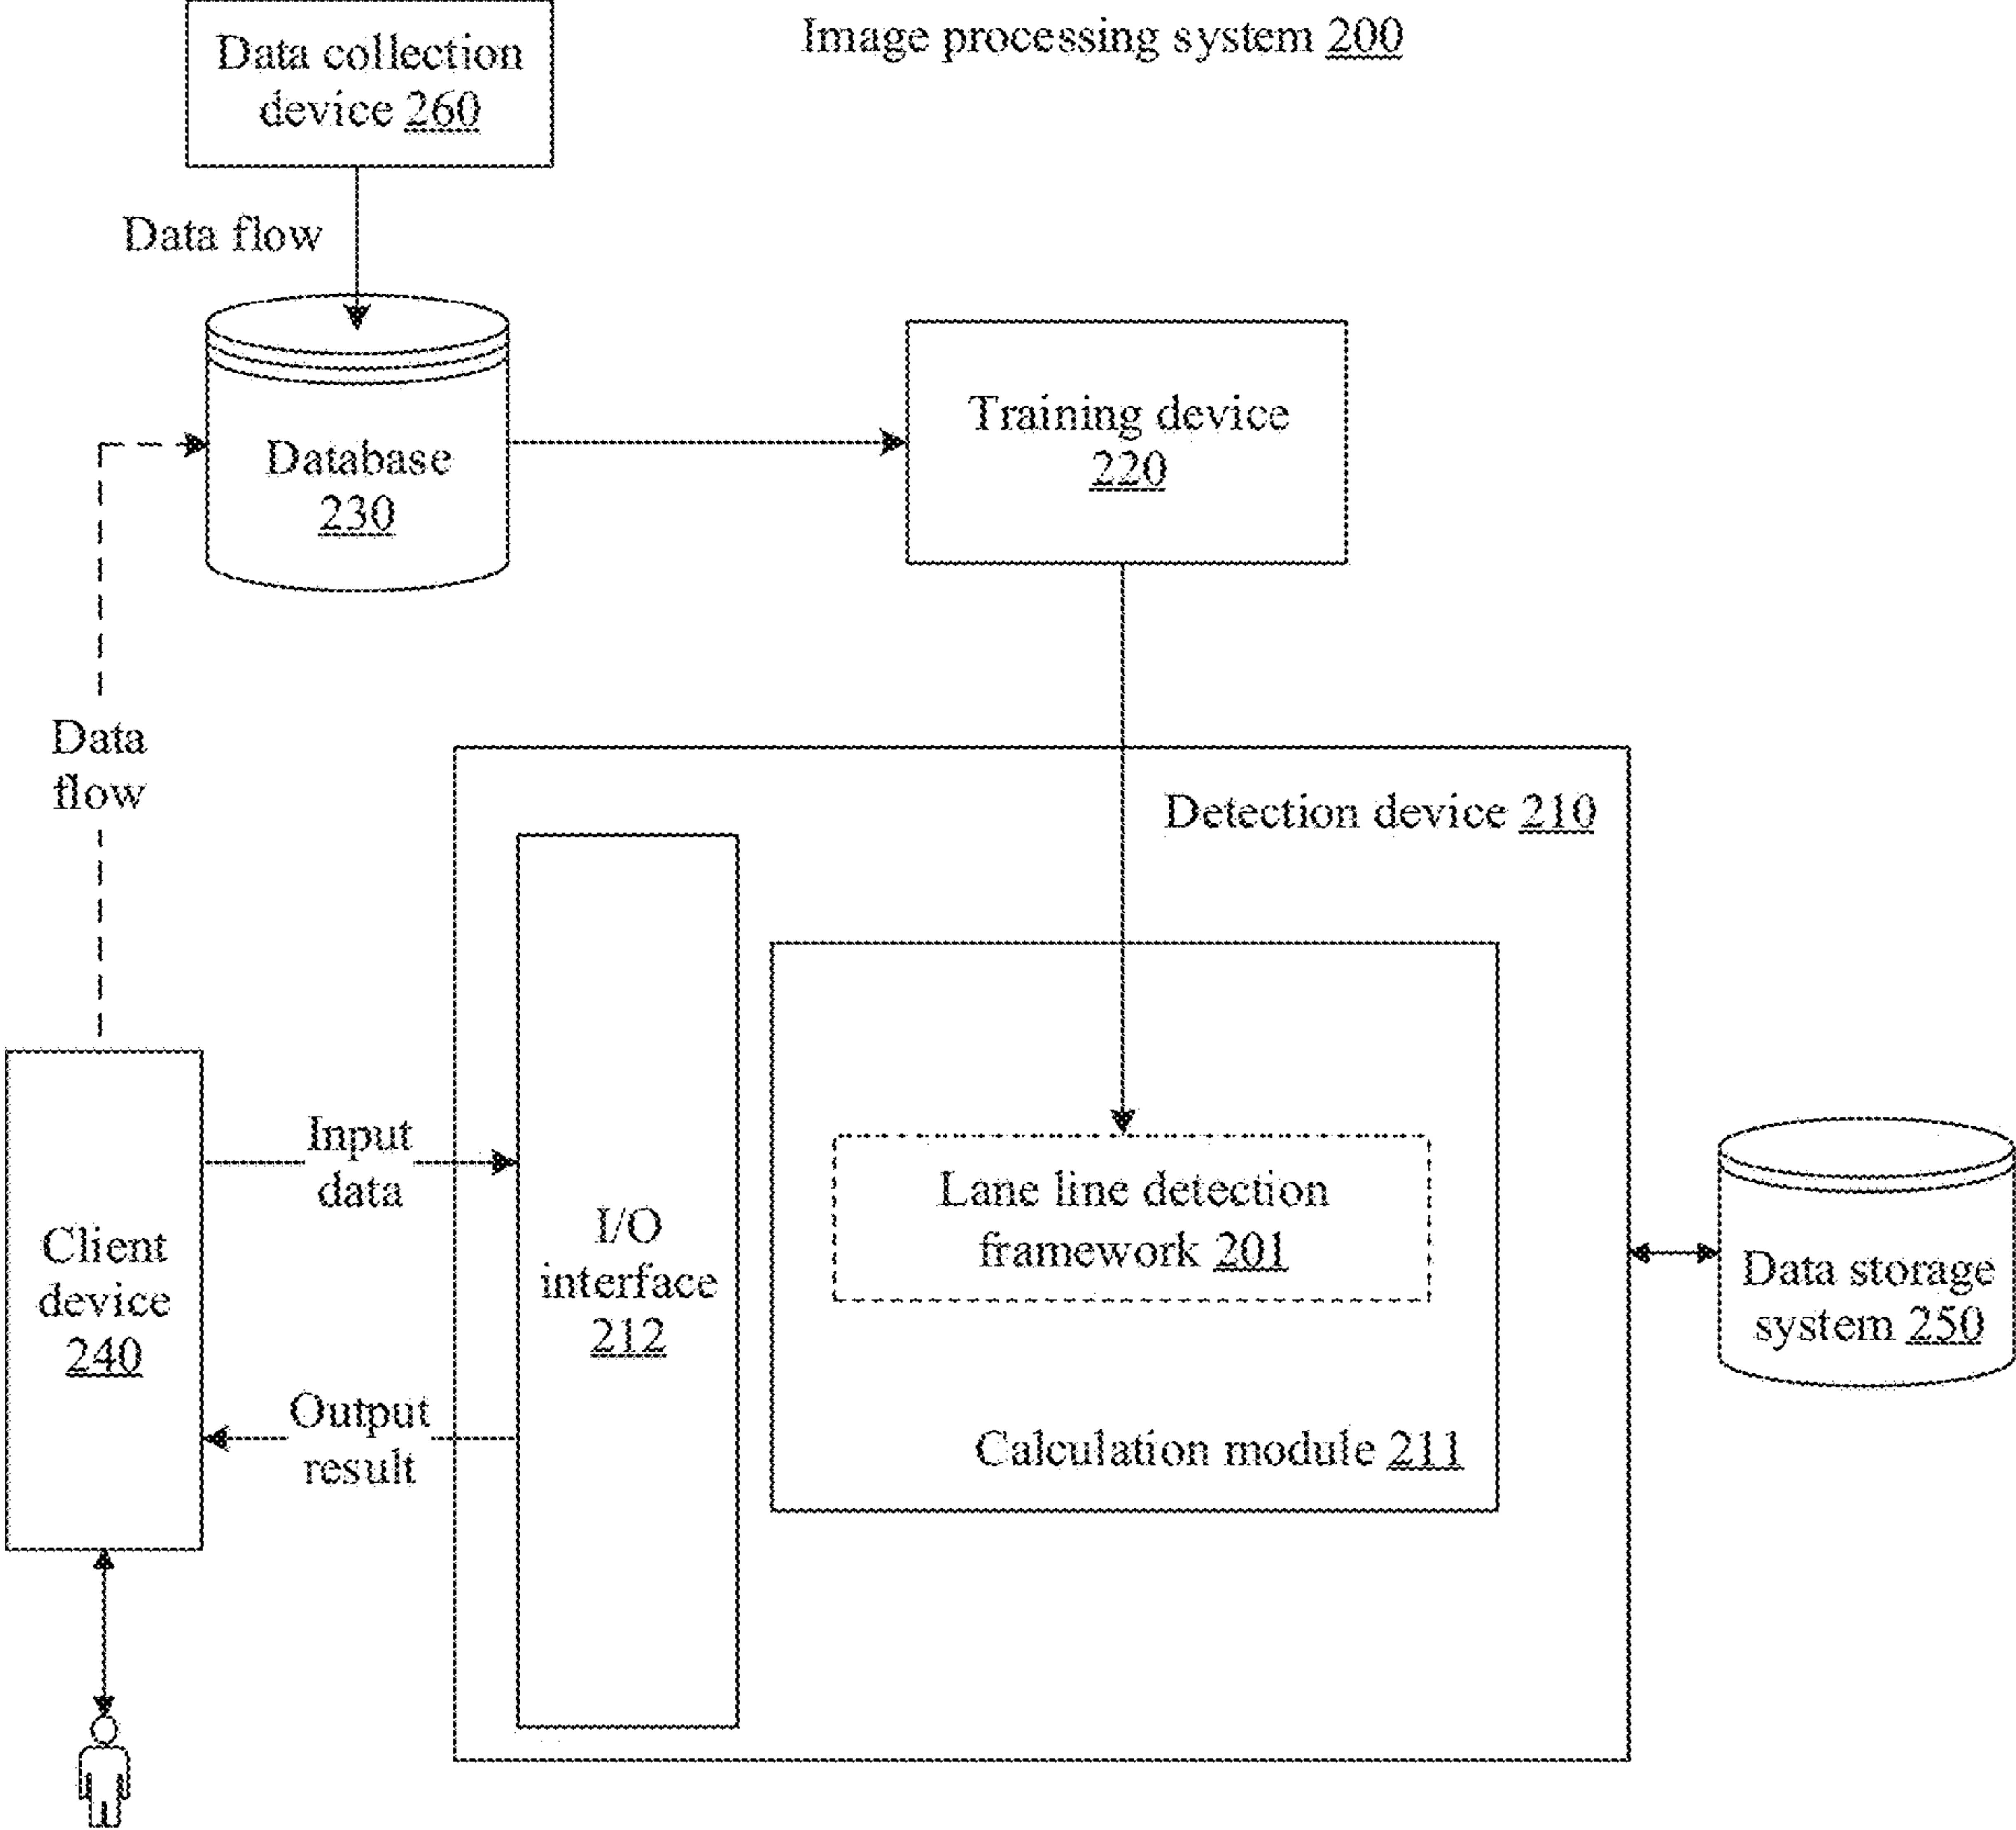 Image processing system 200
Data collection
device 260
Data flow
Database
230
Training device
220
Data
flow
Detection device 210
Input
data
I/O
interface
212
Lane line detection
framework 201
Client
device
240
Data storage
system 250
Output
result
Calculation module 211